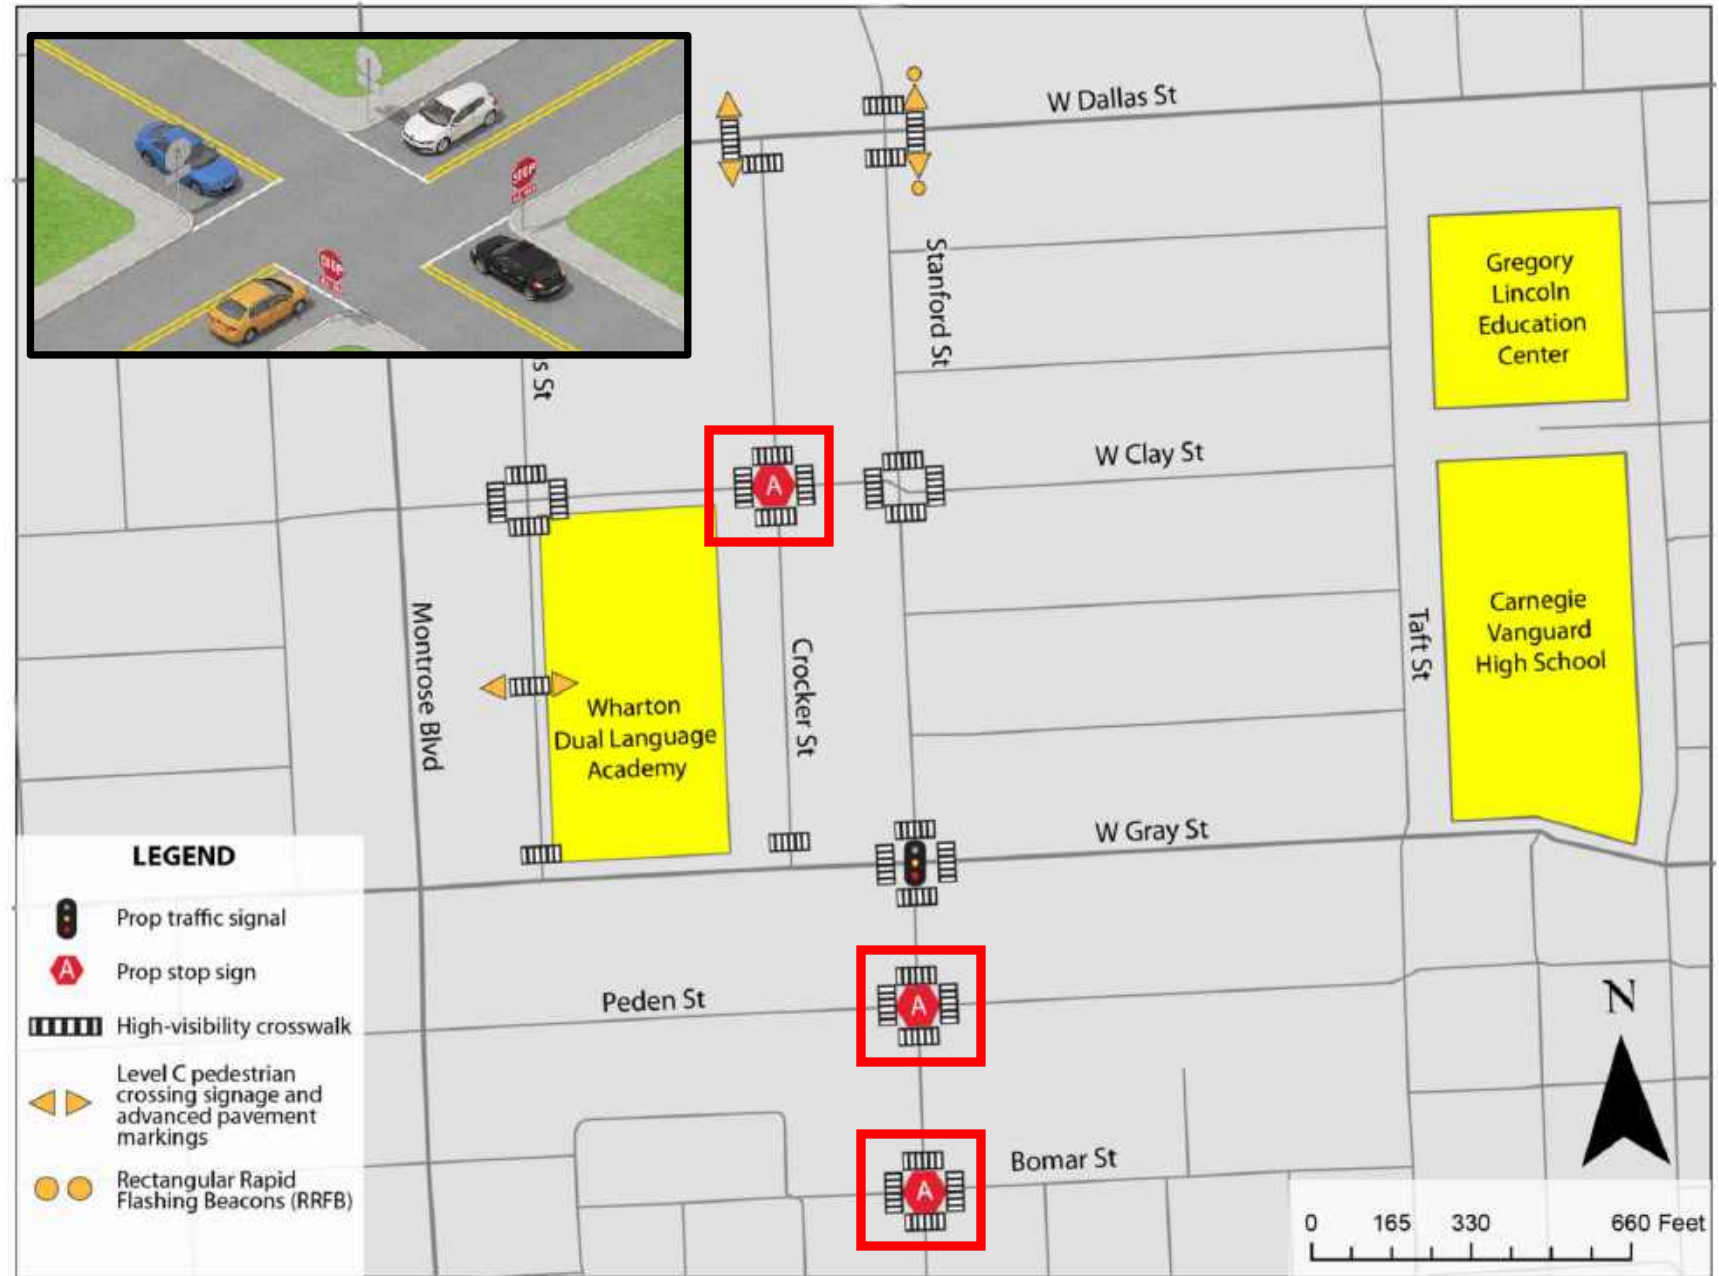 STOP
STOP
W Dallas St
Stanford St
s St
Gregory
Lincoln
Education
Center
W Clay St
A
Montrose Blvd
Crocker St
Taft St
Wharton
Dual Language
Academy
Carnegie
Vanguard
High School
W Gray St
LEGEND
Prop traffic signal
A
Prop stop sign
High-visibility crosswalk
Level C pedestrian
crossing signage and
advanced pavement
markings
Rectangular Rapid
Flashing Beacons (RRFB)
Peden St
A
N
Bomar St
A
0 165 330 660 Feet